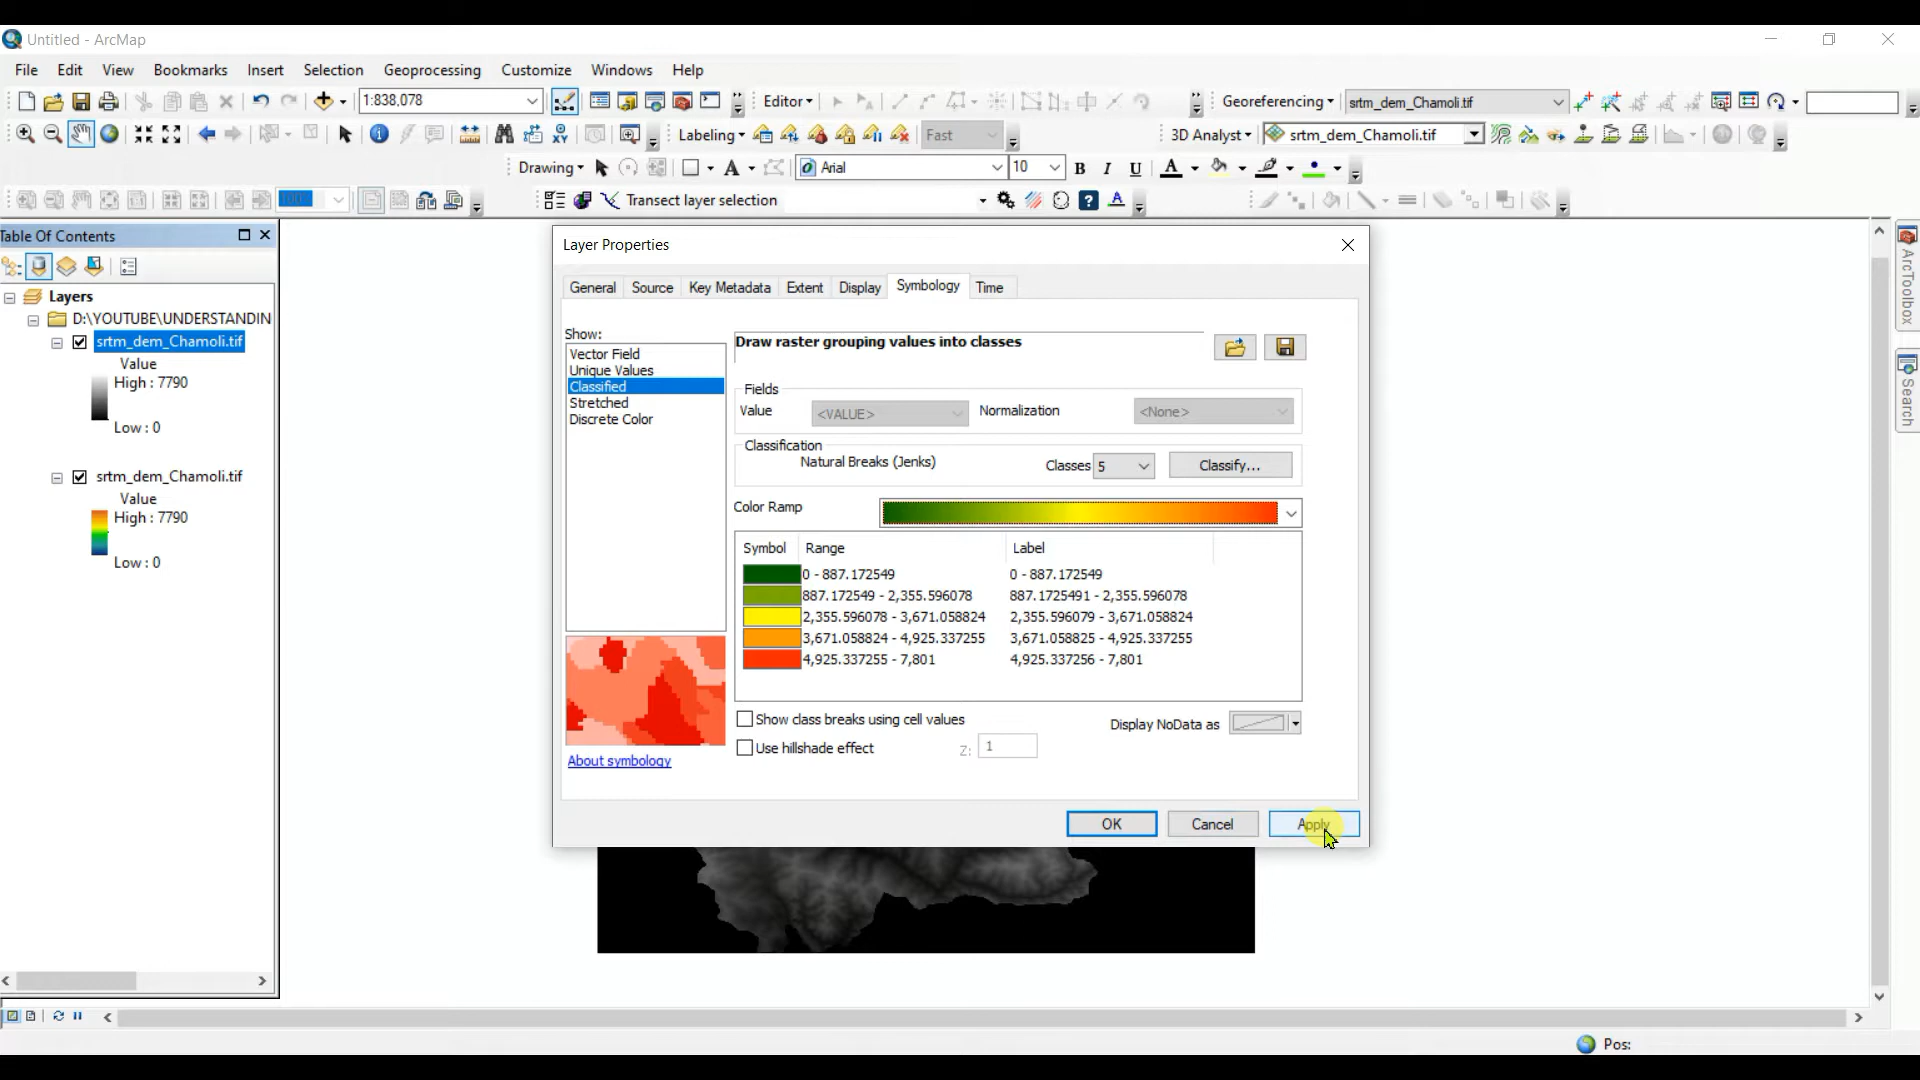 Untitled - ArcMap
File Edit View Bookmarks Insert Selection Geoprocessing Customize Windows Help
1:838,078 Editor Georeferencing srtm_dem_Chamoli.tif
Labeling Fast 3D Analyst srtm_dem_Chamoli.tif
Drawing A Arial 10 B I U A
100% Transect layer selection ? A
Table Of Contents
Layers
D:\YOUTUBE\UNDERSTANDIN
srtm_dem_Chamoli.tif
Value
High : 7790
Low : 0
srtm_dem_Chamoli.tif
Value
High : 7790
Low : 0
Layer Properties
General Source Key Metadata Extent Display Symbology Time
Show:
Vector Field
Unique Values
Classified
Stretched
Discrete Color
About symbology
Draw raster grouping values into classes
Fields
Value <VALUE> Normalization <None>
Classification
Natural Breaks (Jenks) Classes 5 Classify...
Color Ramp
Symbol Range Label
0 - 887.172549 0 - 887.172549
887.172549 - 2,355.596078 887.1725491 - 2,355.596078
2,355.596078 - 3,671.058824 2,355.596079 - 3,671.058824
3,671.058824 - 4,925.337255 3,671.058825 - 4,925.337255
4,925.337255 - 7,801 4,925.337256 - 7,801
Show class breaks using cell values Display NoData as
Use hillshade effect Z: 1
OK Cancel Apply
ArcToolbox
Search
Pos: